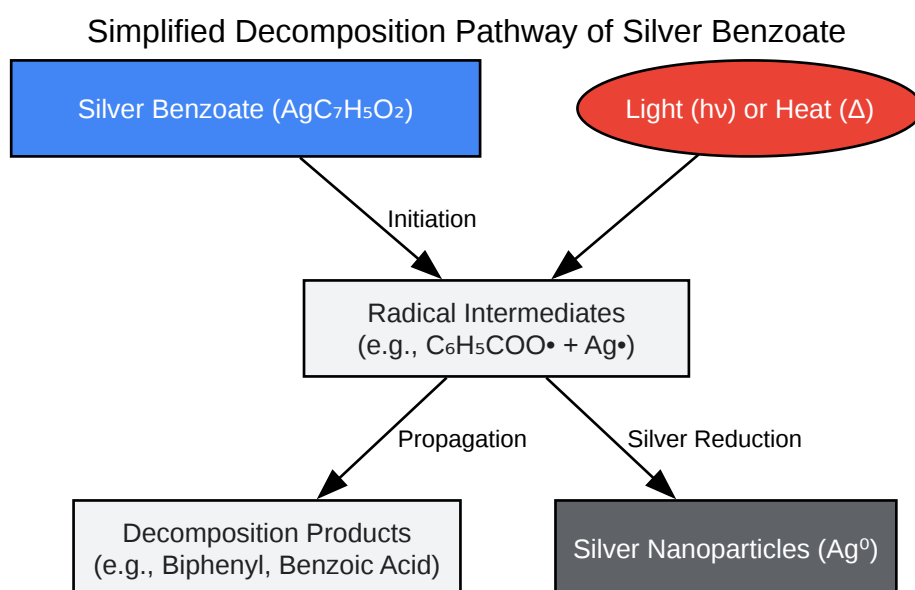 Simplified Decomposition Pathway of Silver Benzoate
Silver Benzoate (AgC₇H₅O₂)
Light (hν) or Heat (Δ)
Initiation
Radical Intermediates
(e.g., C₆H₅COO• + Ag•)
Propagation
Silver Reduction
Decomposition Products
(e.g., Biphenyl, Benzoic Acid)
Silver Nanoparticles (Ag⁰)